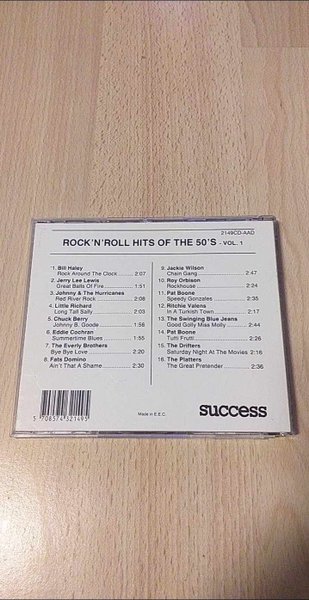 2149CD-AAD
ROCK'N'ROLL HITS OF THE 50'S - VOL. 1
1. Bill Haley
Rock Around The Clock 2:07
2. Jerry Lee Lewis
Great Balls Of Fire 1:51
3. Johnny & The Hurricanes
Red River Rock 2:08
4. Little Richard
Long Tall Sally 2:03
5. Chuck Berry
Johnny B. Goode 1:56
6. Eddie Cochran
Summertime Blues 1:55
7. The Everly Brothers
Bye Bye Love 2:20
8. Fats Domino
Ain't That A Shame 2:30
9. Jackie Wilson
Chain Gang 2:47
10. Roy Orbison
Rockhouse 2:24
11. Pat Boone
Speedy Gonzales 2:35
12. Ritchie Valens
In A Turkish Town 2:17
13. The Swinging Blue Jeans
Good Golly Miss Molly 2:14
14. Pat Boone
Tutti Frutti 2:26
15. The Drifters
Saturday Night At The Movies 2:16
16. The Platters
The Great Pretender 2:36
5 708574 321495
Made in E.E.C.
success